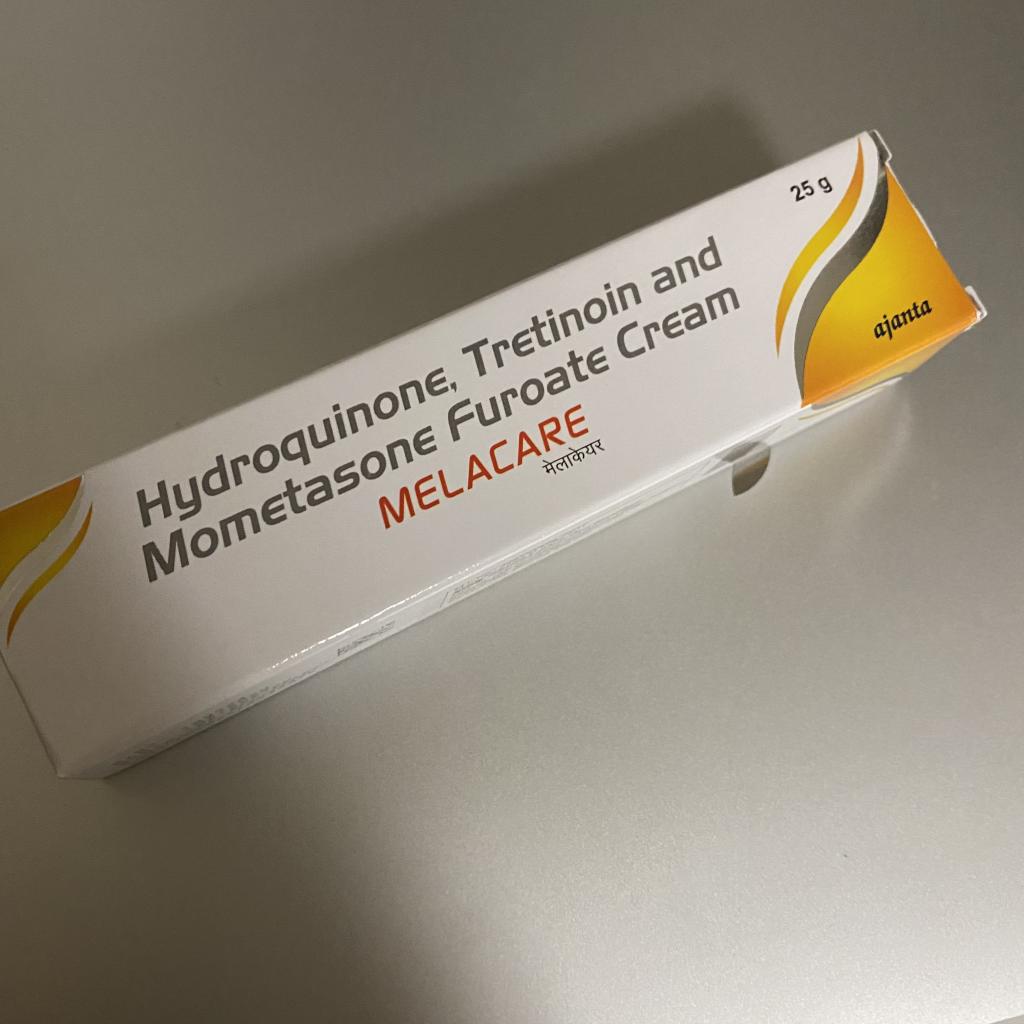 25 g
Hydroquinone, Tretinoin and
Mometasone Furoate Cream
MELACARE
मेलाकेयर
ajanta